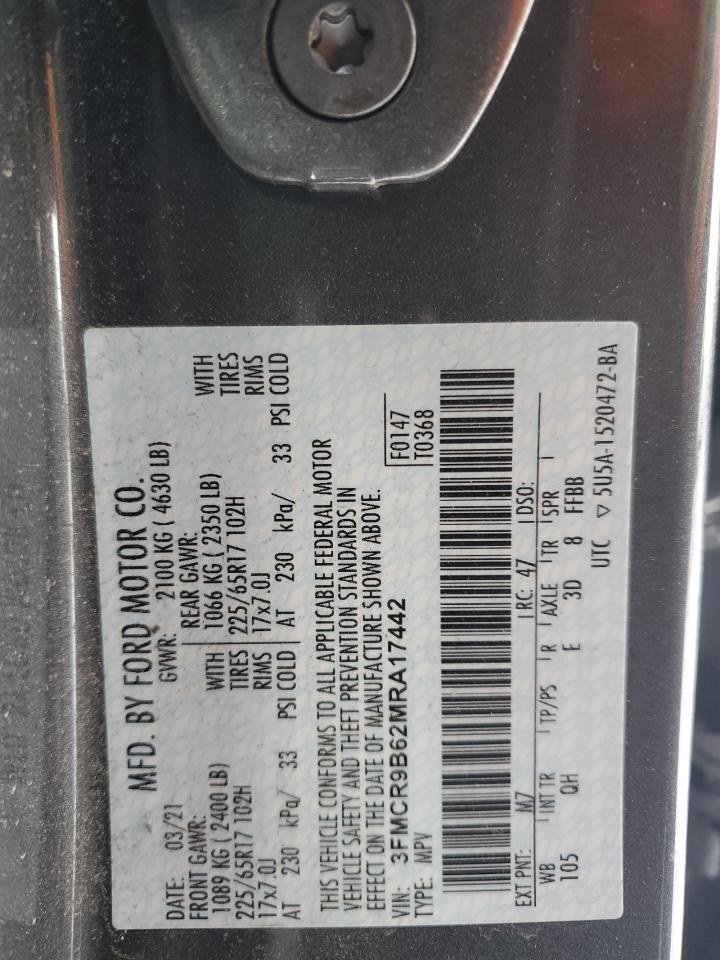 MFD. BY FORD MOTOR CO.
DATE: 03/21 GVWR: 2100 KG ( 4630 LB)
FRONT GAWR: REAR GAWR:
1089 KG ( 2400 LB) WITH 1066 KG ( 2350 LB) WITH
225/65R17 102H TIRES 225/65R17 102H TIRES
17x7.0J RIMS 17x7.0J RIMS
AT 230 kPa/ 33 PSI COLD AT 230 kPa/ 33 PSI COLD
THIS VEHICLE CONFORMS TO ALL APPLICABLE FEDERAL MOTOR
VEHICLE SAFETY AND THEFT PREVENTION STANDARDS IN
EFFECT ON THE DATE OF MANUFACTURE SHOWN ABOVE.
VIN: 3FMCR9B62MRA17442 F0147
TYPE: MPV T0368
EXT PNT: M7 RC: 47 DSO:
WB INT TR TP/PS R AXLE TR SPR
105 QH E 3D 8 FFBB
UTC ▽ 5U5A-1520472-BA